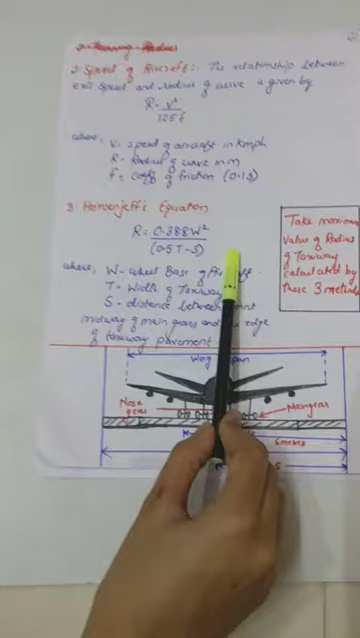 2. Speed of Aircraft:- The relationship between
exit speed and radius of curve is given by
R = V²
125f
where,
V = speed of aircraft in kmph
R = Radius of curve in m
f = coeff of friction (0.13)
3. Horonjeff's Equation
R = 0.388W²
(0.5T - S)
where, W - wheel Base of Aircraft
T = Width of Taxiway
S - distance between point
midway of main gears and the edge
of taxiway pavement
Take maximum
value of Radius
of Taxiway
calculated by
these 3 methods
Wing span
Nose
gear
Main gear
6 metres
S